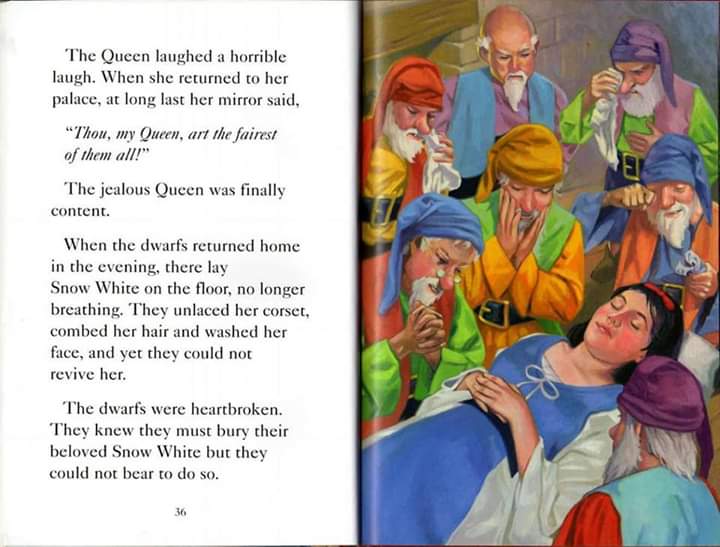 The Queen laughed a horrible
laugh. When she returned to her
palace, at long last her mirror said,
“Thou, my Queen, art the fairest
of them all!”
The jealous Queen was finally
content.
When the dwarfs returned home
in the evening, there lay
Snow White on the floor, no longer
breathing. They unlaced her corset,
combed her hair and washed her
face, and yet they could not
revive her.
The dwarfs were heartbroken.
They knew they must bury their
beloved Snow White but they
could not bear to do so.
36